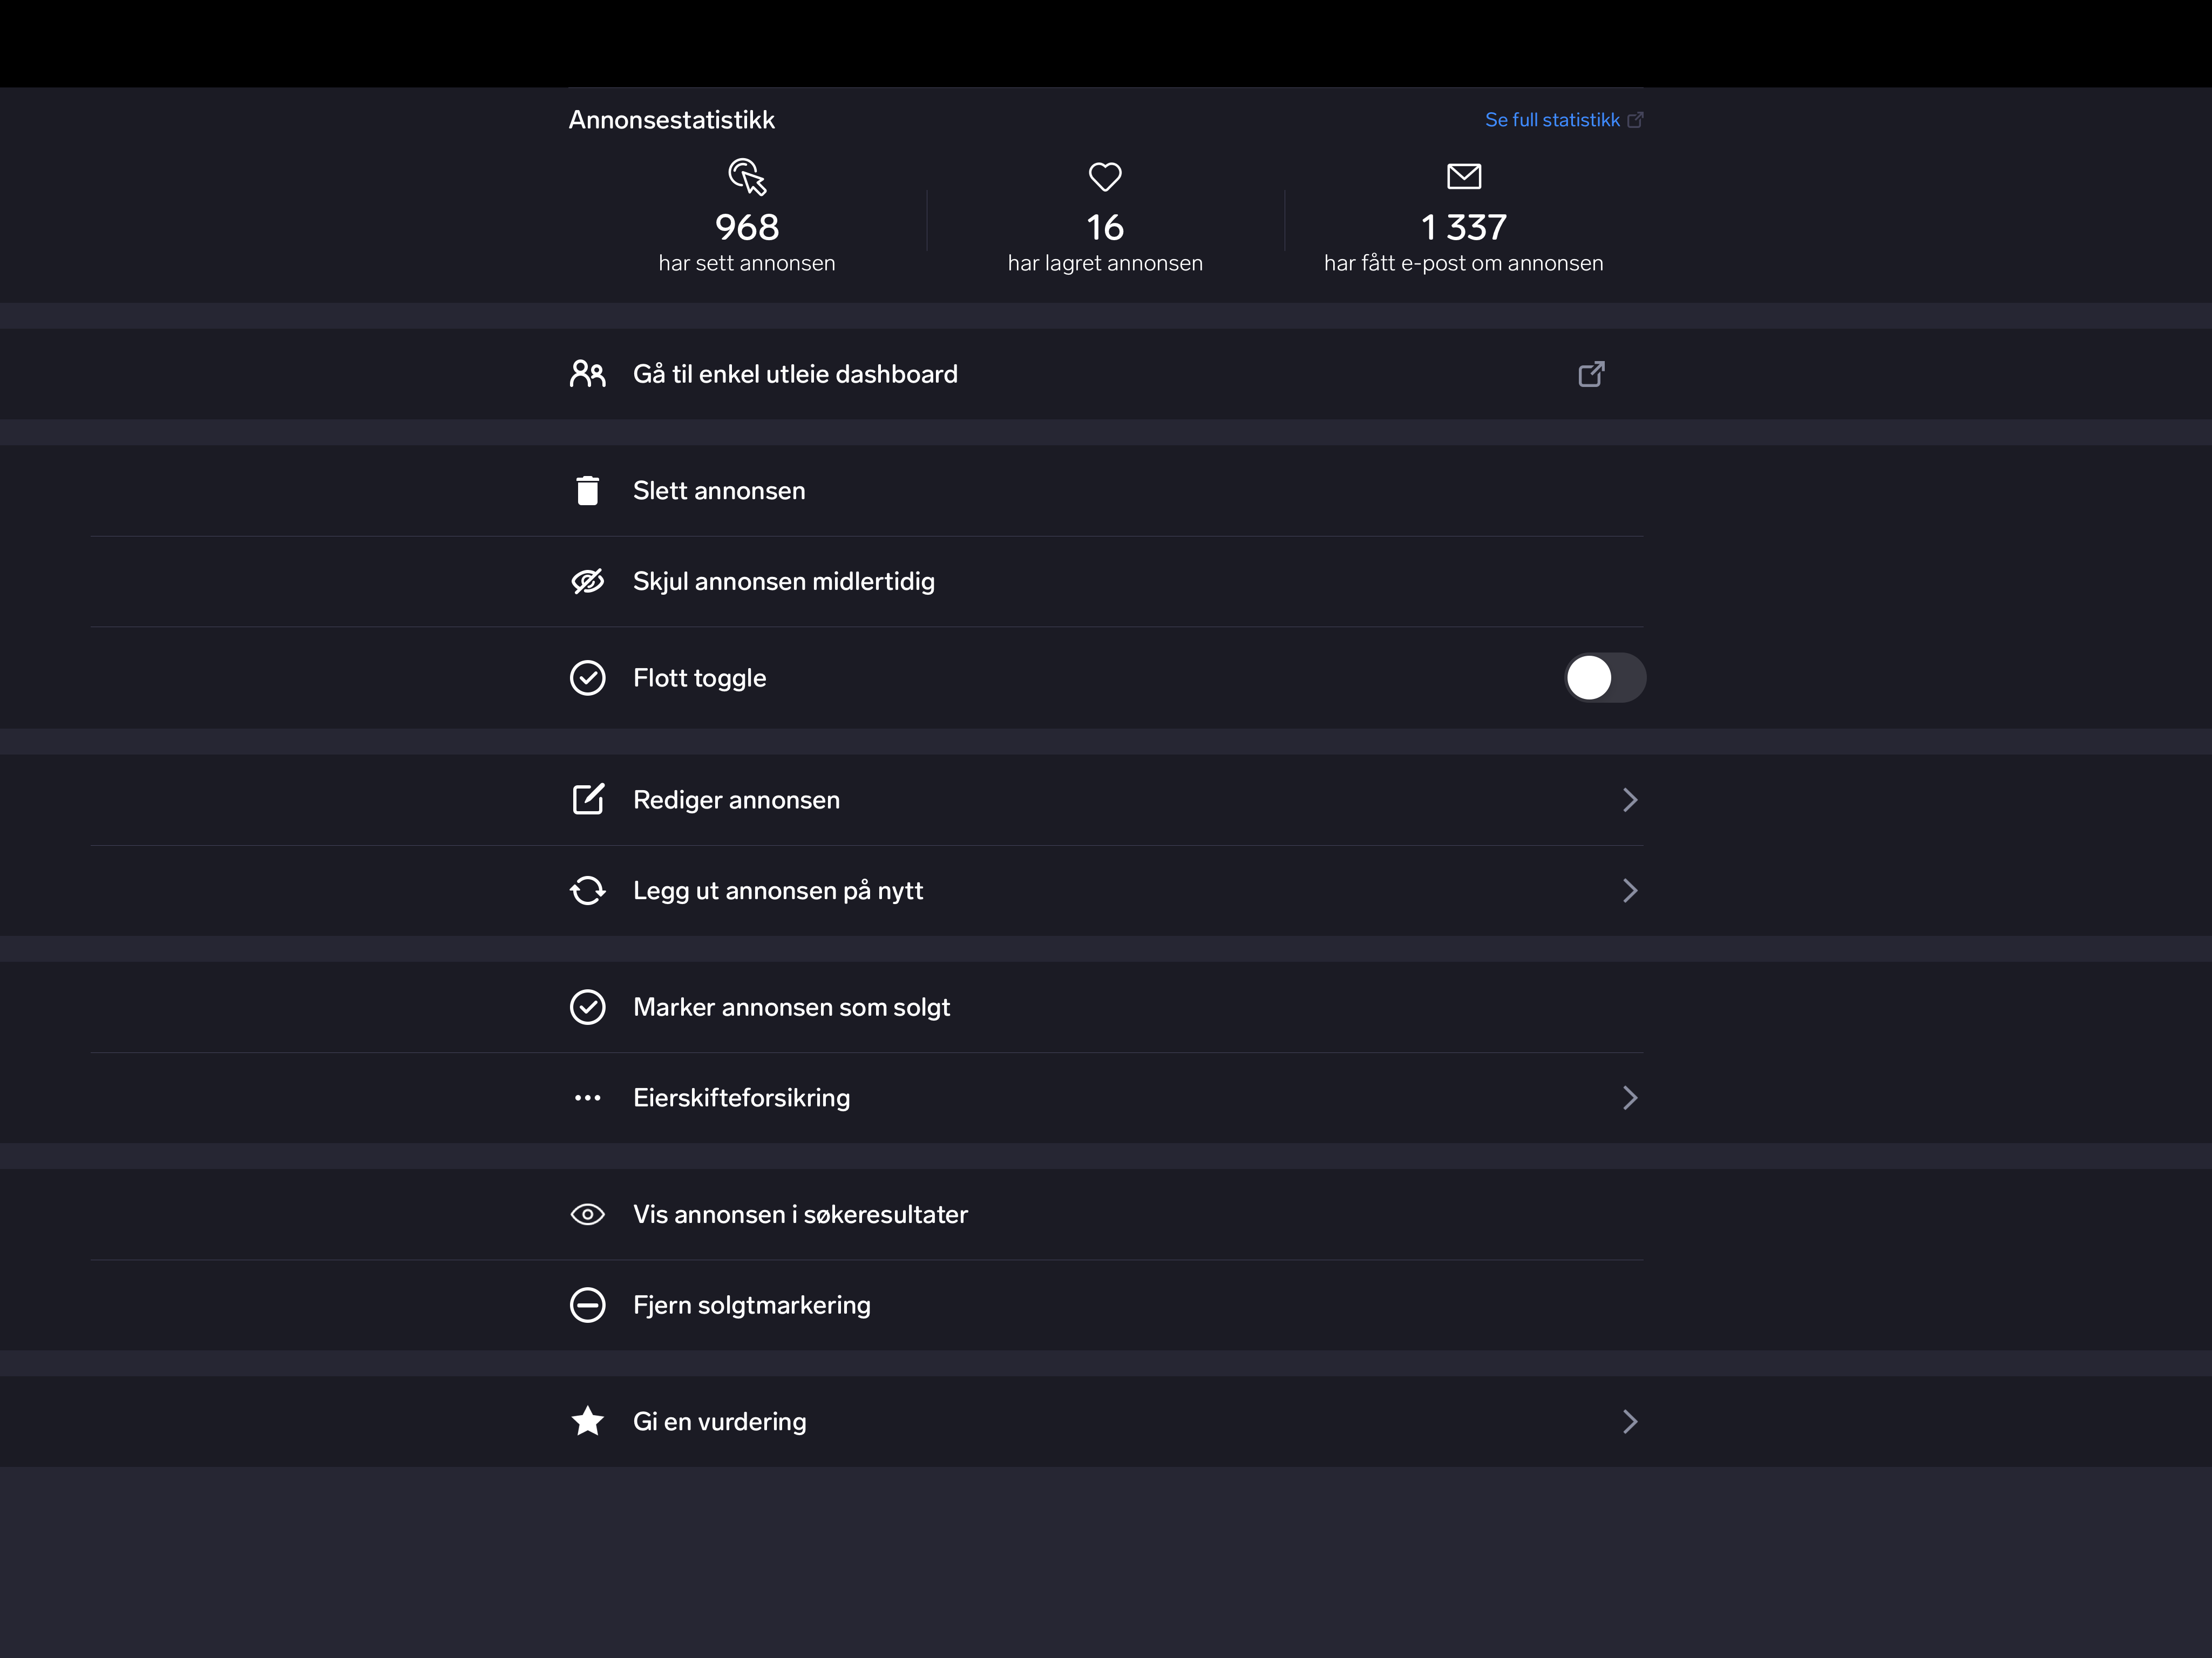 Annonsestatistikk
Se full statistikk
968
har sett annonsen
16
har lagret annonsen
1 337
har fått e-post om annonsen
Gå til enkel utleie dashboard
Slett annonsen
Skjul annonsen midlertidig
Flott toggle
Rediger annonsen
Legg ut annonsen på nytt
Marker annonsen som solgt
Eierskifteforsikring
Vis annonsen i søkeresultater
Fjern solgtmarkering
Gi en vurdering